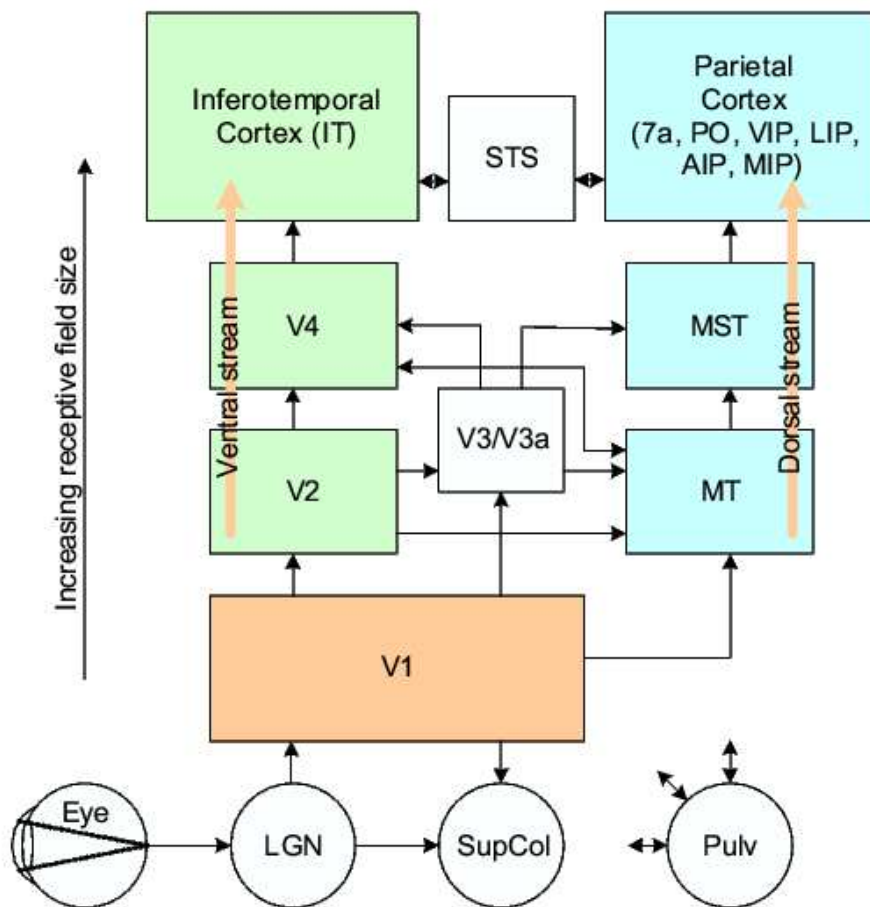 Inferotemporal
Cortex (IT)
STS
Parietal
Cortex
(7a, PO, VIP, LIP,
AIP, MIP)
Increasing receptive field size
Ventral stream
V4
MST
Dorsal stream
V3/V3a
V2
MT
V1
Eye
LGN
SupCol
Pulv